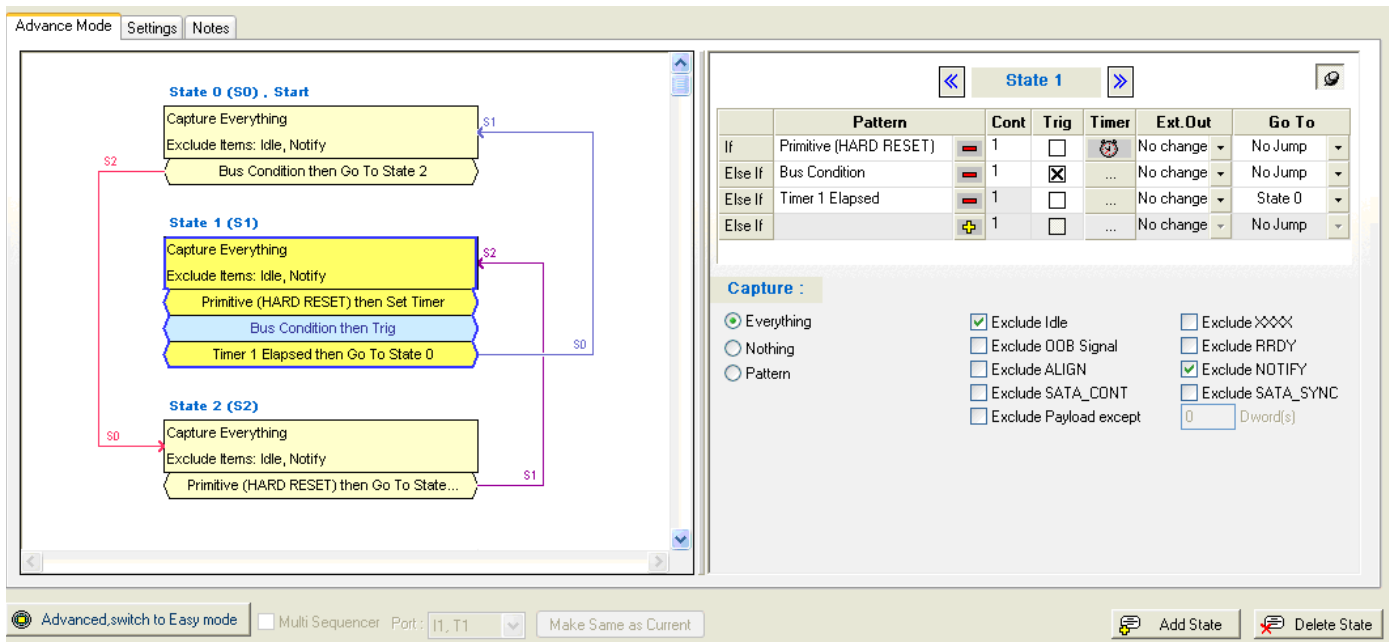 Advance Mode Settings Notes
State 0 (S0) , Start
Capture Everything
Exclude Items: Idle, Notify
Bus Condition then Go To State 2
S1
S2
State 1 (S1)
Capture Everything
Exclude Items: Idle, Notify
Primitive (HARD RESET) then Set Timer
Bus Condition then Trig
Timer 1 Elapsed then Go To State 0
S2
S0
State 2 (S2)
Capture Everything
Exclude Items: Idle, Notify
Primitive (HARD RESET) then Go To State...
S0
S1
State 1
Pattern Cont Trig Timer Ext.Out Go To
If Primitive (HARD RESET) 1 No change No Jump
Else If Bus Condition 1 ... No change No Jump
Else If Timer 1 Elapsed 1 ... No change State 0
Else If 1 ... No change No Jump
Capture :
Everything
Nothing
Pattern
Exclude Idle
Exclude OOB Signal
Exclude ALIGN
Exclude SATA_CONT
Exclude Payload except 0 Dword(s)
Exclude XXXX
Exclude RRDY
Exclude NOTIFY
Exclude SATA_SYNC
Advanced,switch to Easy mode Multi Sequencer Port : I1, T1 Make Same as Current Add State Delete State